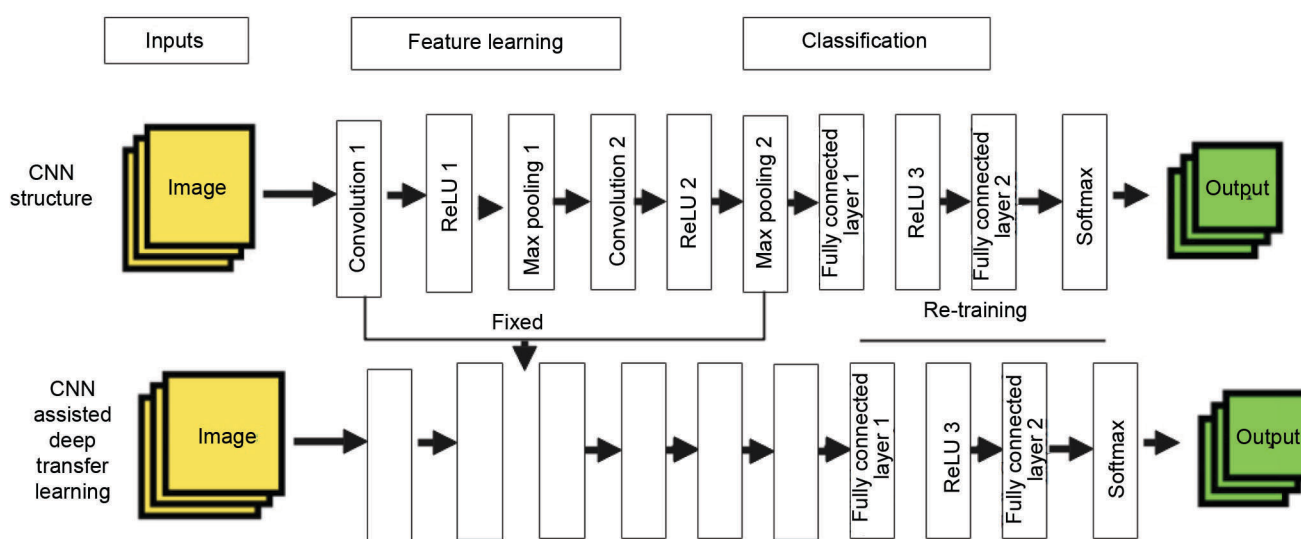 Inputs
Feature learning
Classification
CNN
structure
Image
Convolution 1
ReLU 1
Max pooling 1
Convolution 2
ReLU 2
Max pooling 2
Fully connected
layer 1
ReLU 3
Fully connected
layer 2
Softmax
Output
Fixed
Re-training
CNN
assisted
deep
transfer
learning
Image
Fully connected
layer 1
ReLU 3
Fully connected
layer 2
Softmax
Output